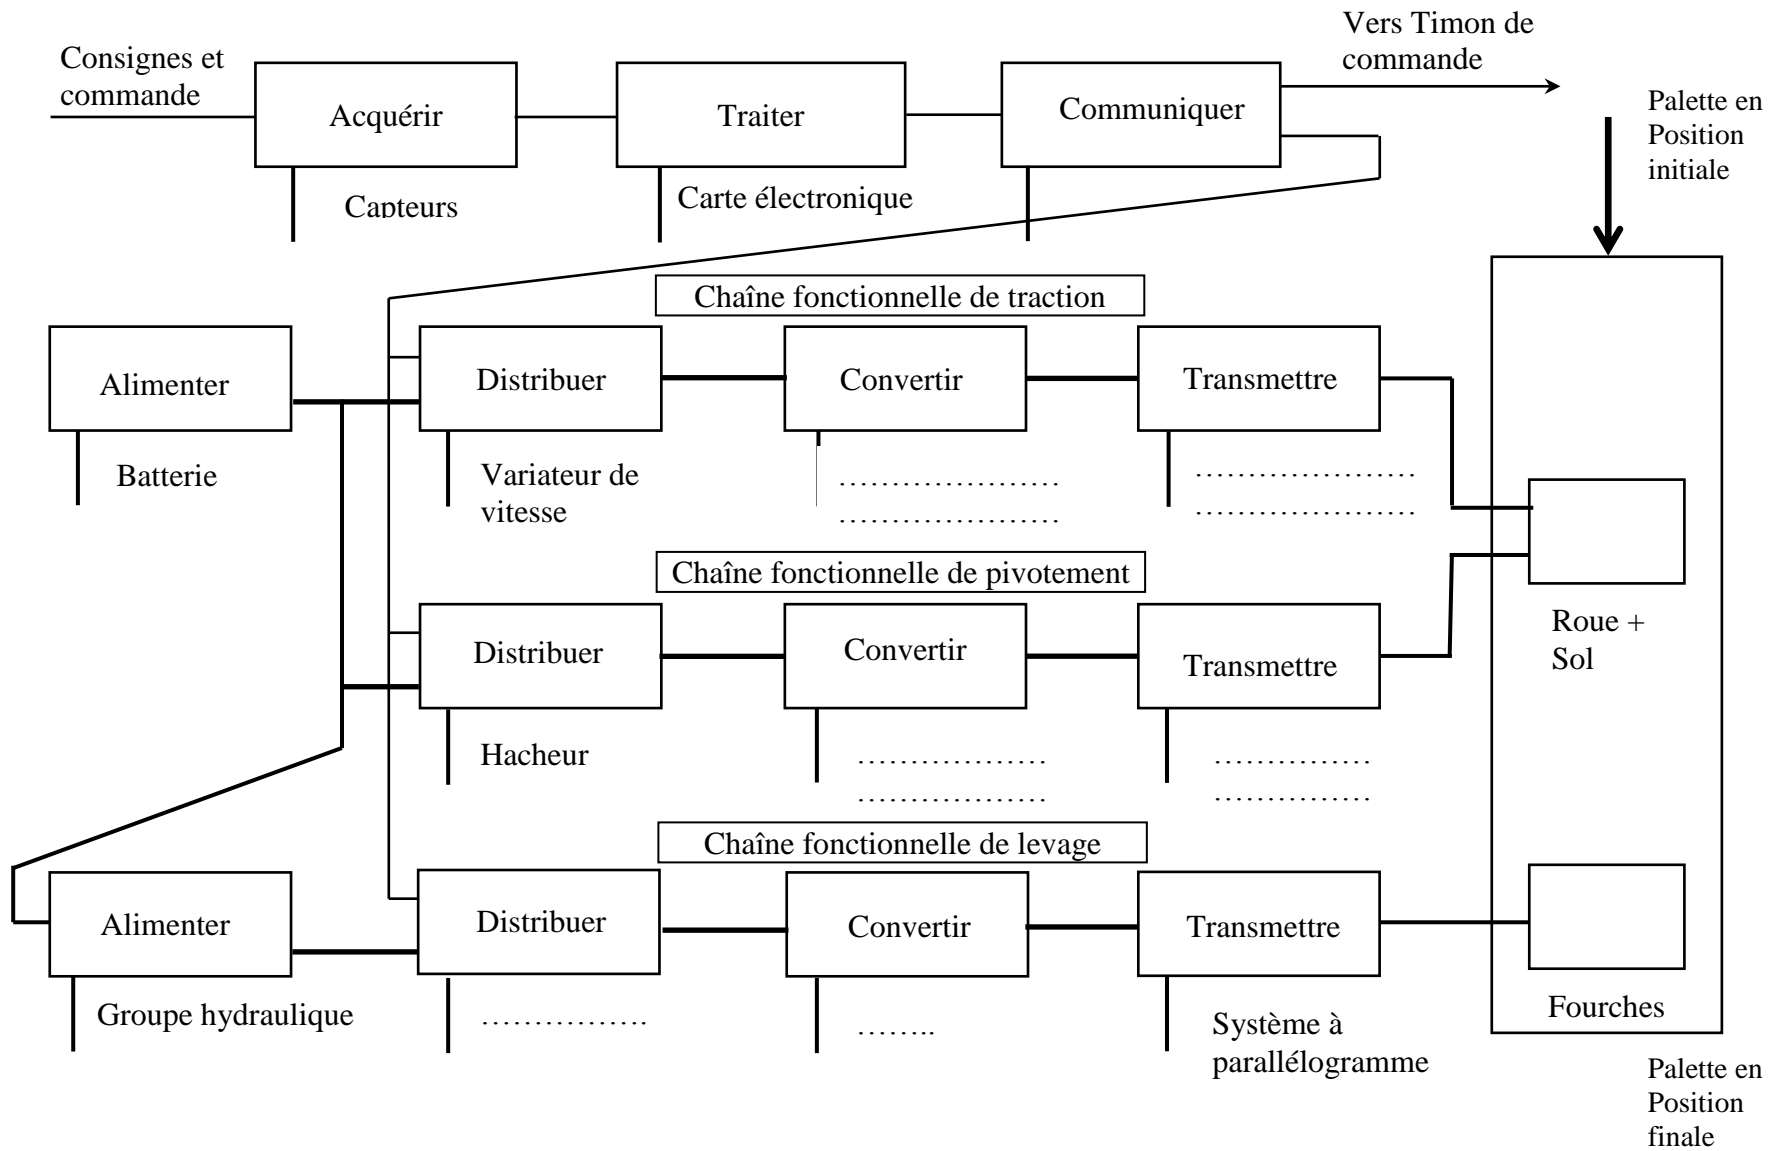 Consignes et
commande
Acquérir
Traiter
Communiquer
Vers Timon de
commande
Palette en
Position
initiale
Capteurs
Carte électronique
Chaîne fonctionnelle de traction
Alimenter
Distribuer
Convertir
Transmettre
Batterie
Variateur de
vitesse
.....................
.....................
.....................
.....................
Chaîne fonctionnelle de pivotement
Distribuer
Convertir
Transmettre
Roue +
Sol
Hacheur
..................
..................
...............
...............
Chaîne fonctionnelle de levage
Alimenter
Distribuer
Convertir
Transmettre
Groupe hydraulique
................
........
Système à
parallélogramme
Fourches
Palette en
Position
finale